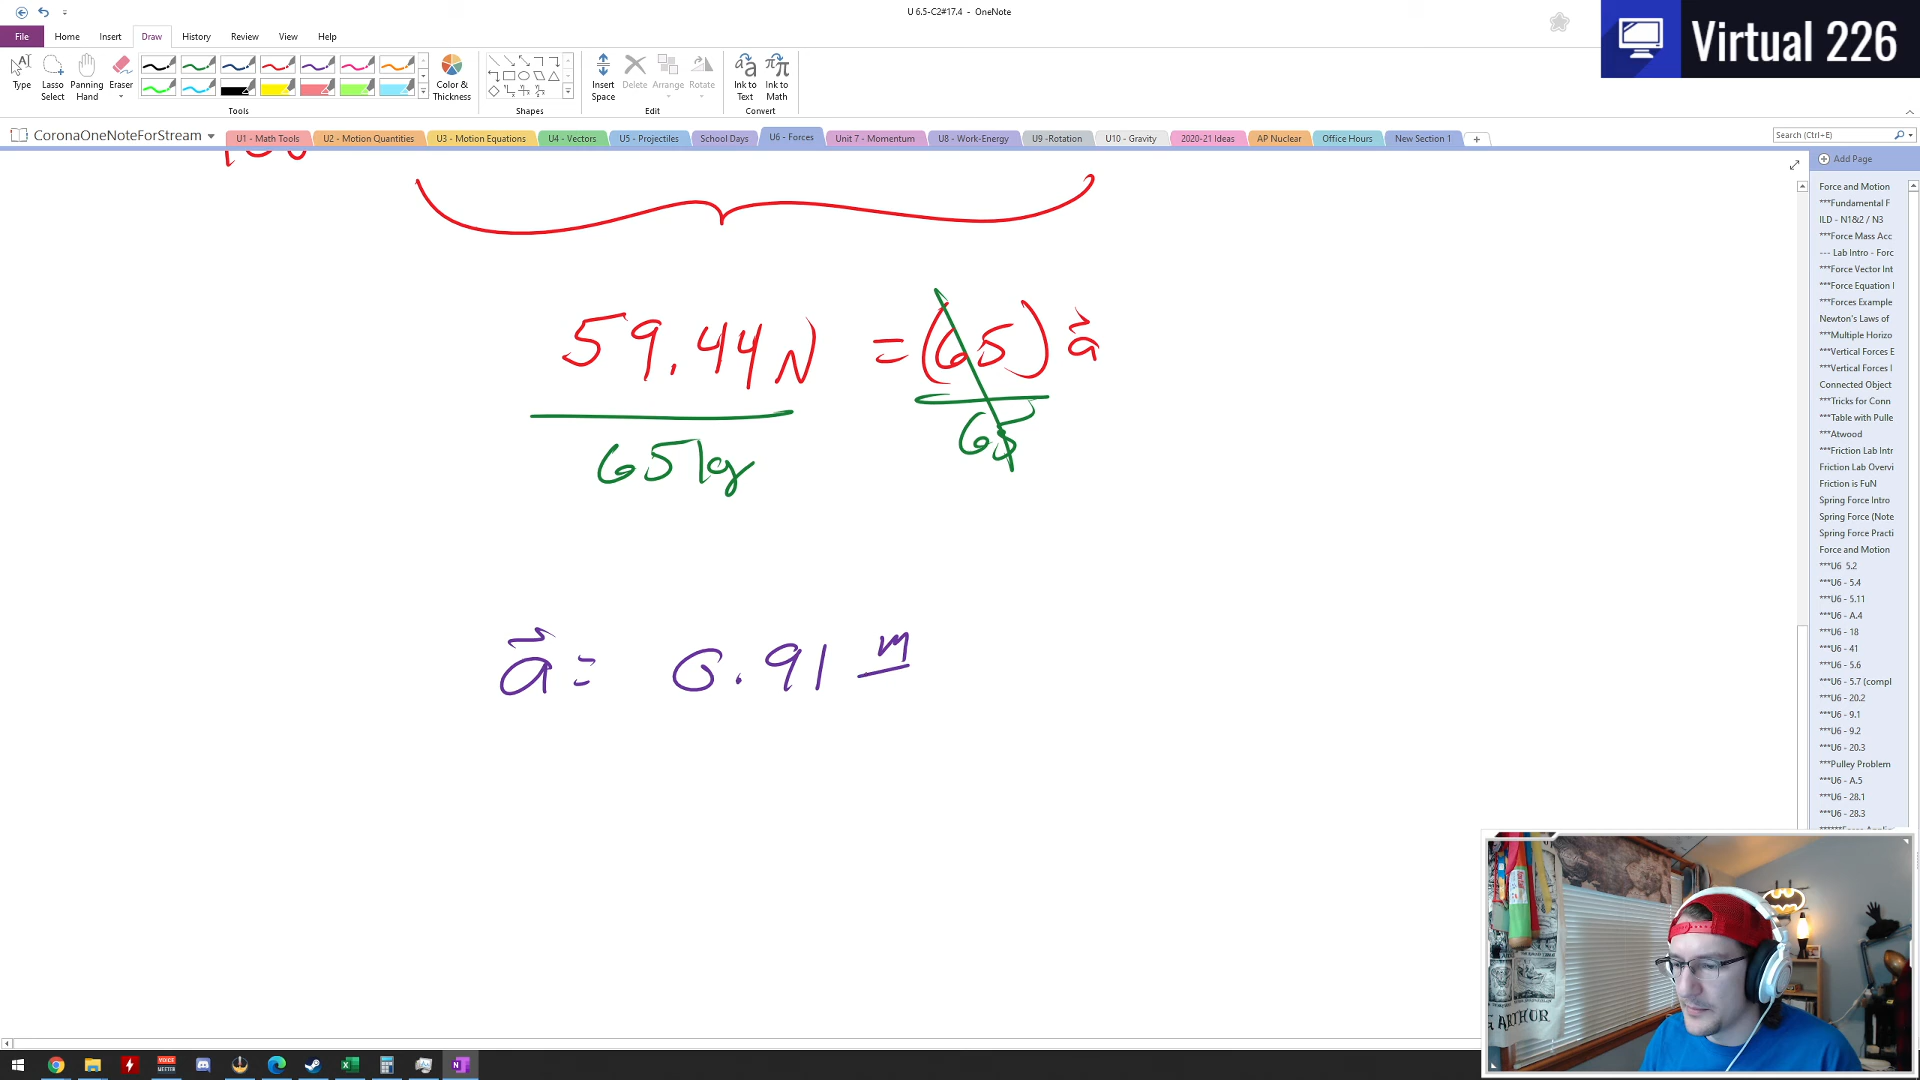 U 6.5-C2#17.4 - OneNote
Virtual 226
File Home Insert Draw History Review View Help
Type
Lasso Select
Panning Hand
Eraser
Color & Thickness
Insert Space
Delete
Arrange
Rotate
Ink to Text
Ink to Math
Tools
Shapes
Edit
Convert
CoronaOneNoteForStream
U1 - Math Tools
U2 - Motion Quantities
U3 - Motion Equations
U4 - Vectors
U5 - Projectiles
School Days
U6 - Forces
Unit 7 - Momentum
U8 - Work-Energy
U9 -Rotation
U10 - Gravity
2020-21 Ideas
AP Nuclear
Office Hours
New Section 1
Search (Ctrl+E)
Add Page
Force and Motion
***Fundamental F
ILD - N1&2 / N3
***Force Mass Acc
--- Lab Intro - Forc
***Force Vector Int
***Force Equation I
***Forces Example
Newton's Laws of
***Multiple Horizo
***Vertical Forces E
***Vertical Forces I
Connected Object
***Tricks for Conn
***Table with Pulle
***Atwood
***Friction Lab Intr
Friction Lab Overvi
Friction is FuN
Spring Force Intro
Spring Force (Note
Spring Force Practi
Force and Motion
***U6 5.2
***U6 - 5.4
***U6 - 5.11
***U6 - A.4
***U6 - 18
***U6 - 41
***U6 - 5.6
***U6 - 5.7 (compl
***U6 - 20.2
***U6 - 9.1
***U6 - 9.2
***U6 - 20.3
***Pulley Problem
***U6 - A.5
***U6 - 28.1
***U6 - 28.3
59.44 N = (65) a⃗
65 kg 65
a⃗ = 0.91 m